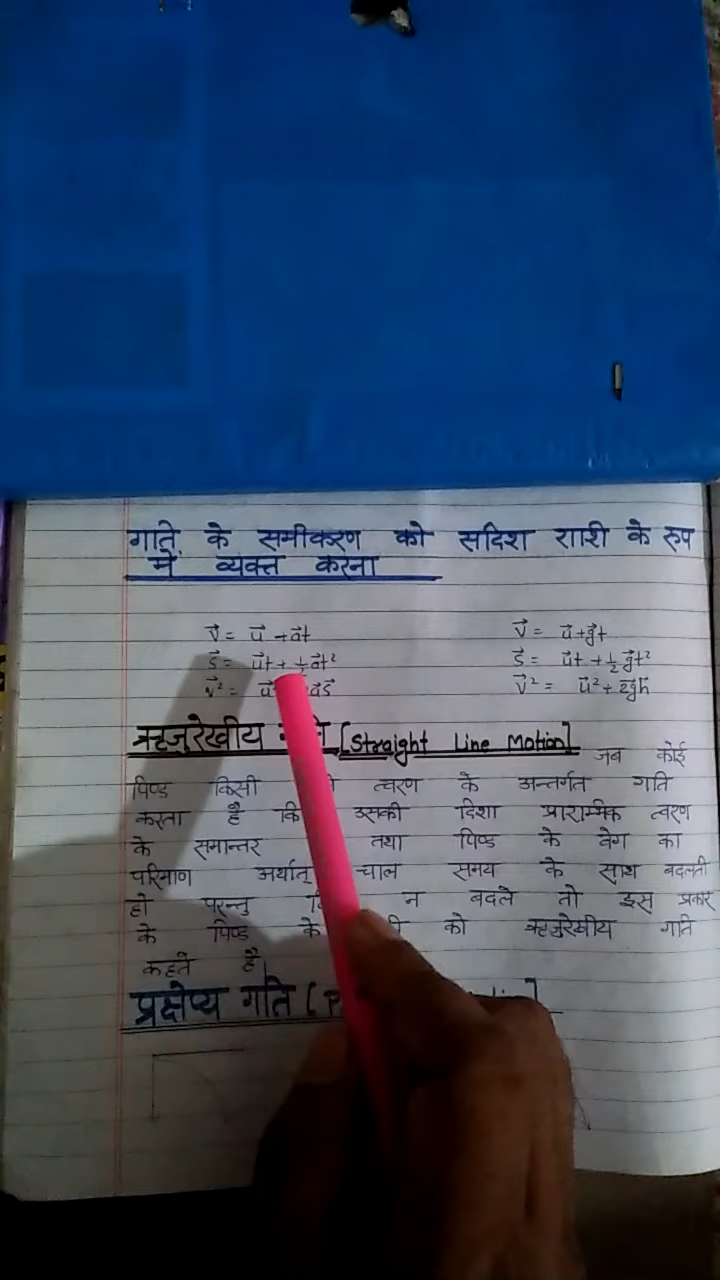 गति के समीकरण को सदिश राशि के रुप
में व्यक्त करना
v⃗ = u⃗ + a⃗t v⃗ = u⃗ + g⃗t
s⃗ = u⃗t + ½ a⃗t² s⃗ = u⃗t + ½ g⃗t²
v⃗² = a⃗s⃗ v⃗² = u⃗² + 2g⃗h
ऋजुरेखीय [Straight Line Motion] जब कोई
पिण्ड किसी त्वरण के अन्तर्गत गति
करता है कि उसकी दिशा प्रारम्भिक त्वरण
के समान्तर तथा पिण्ड के वेग का
परिमाण अर्थात् चाल समय के साथ बदलती
हो परन्तु न बदले तो इस प्रकार
के पिण्ड के को ऋजुरेखीय गति
कहते है
प्रक्षेप्य गति [